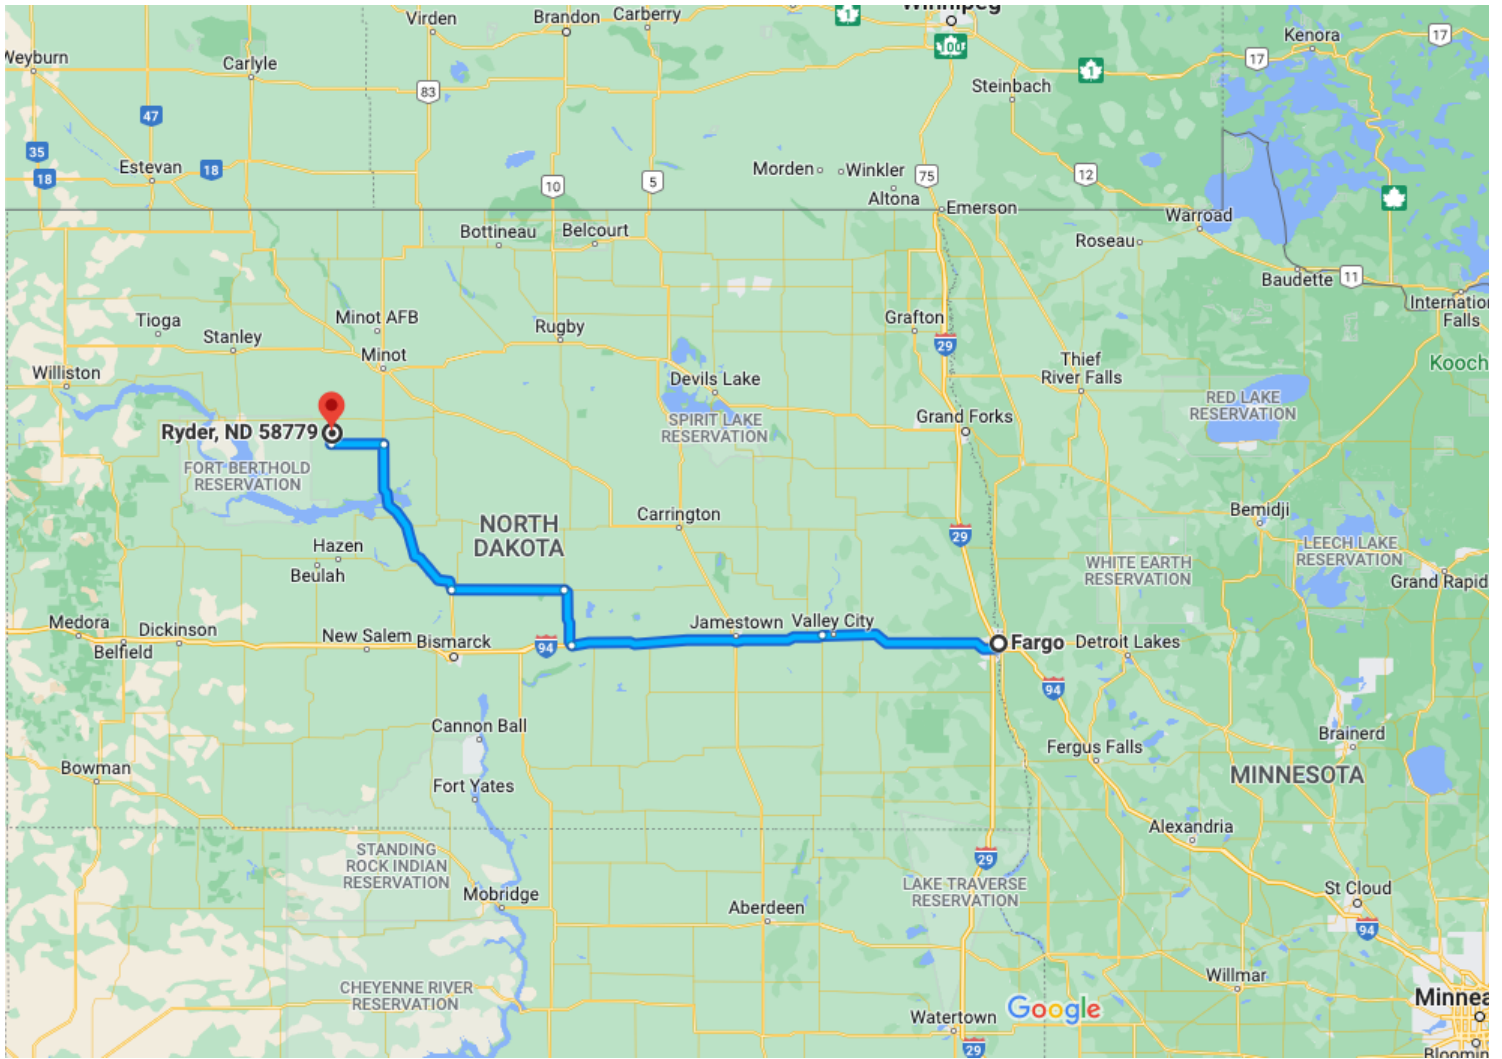 Winnipeg
Virden
Brandon
Carberry
1
100
Kenora
17
17
Weyburn
Carlyle
83
1
Steinbach
47
35
18
Estevan
18
10
5
Morden
Winkler
75
12
Altona
Emerson
Warroad
Bottineau
Belcourt
Roseau
Baudette
11
Internatio
Falls
Tioga
Minot AFB
Stanley
Rugby
Grafton
29
Minot
Thief
River Falls
Kooch
Williston
Devils Lake
RED LAKE
RESERVATION
Grand Forks
SPIRIT LAKE
RESERVATION
Ryder, ND 58779
FORT BERTHOLD
RESERVATION
NORTH
DAKOTA
Carrington
Bemidji
29
Hazen
Beulah
WHITE EARTH
RESERVATION
LEECH LAKE
RESERVATION
Grand Rapid
Medora
Belfield
Dickinson
New Salem
Bismarck
94
Jamestown
Valley City
Fargo
Detroit Lakes
94
Cannon Ball
Brainerd
Fergus Falls
Bowman
Fort Yates
MINNESOTA
Alexandria
STANDING
ROCK INDIAN
RESERVATION
29
LAKE TRAVERSE
RESERVATION
St Cloud
Mobridge
Aberdeen
94
CHEYENNE RIVER
RESERVATION
Willmar
Minnea
Google
Watertown
29
Bloomin